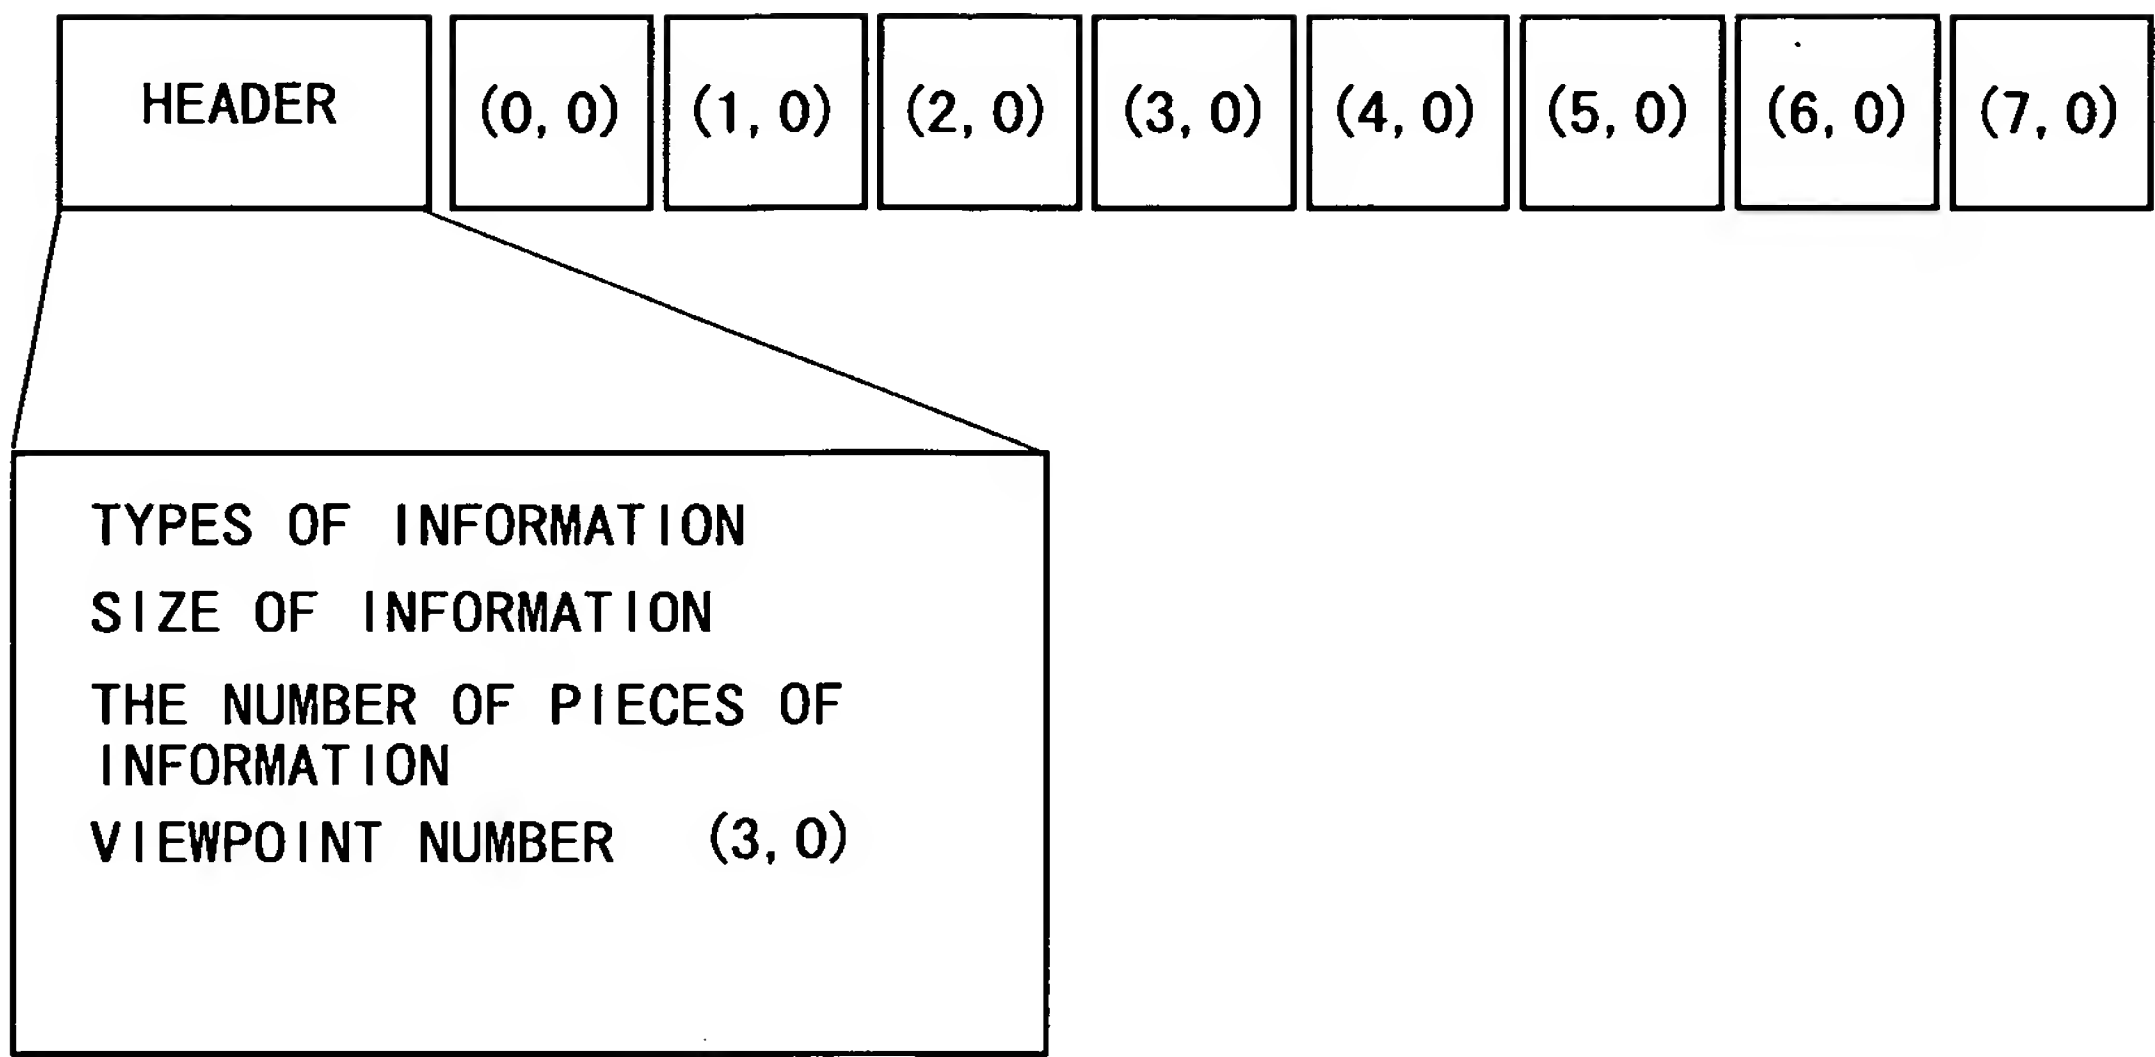 HEADER (0, 0) (1, 0) (2, 0) (3, 0) (4, 0) (5, 0) (6, 0) (7, 0)
TYPES OF INFORMATION
SIZE OF INFORMATION
THE NUMBER OF PIECES OF
INFORMATION
VIEWPOINT NUMBER (3, 0)